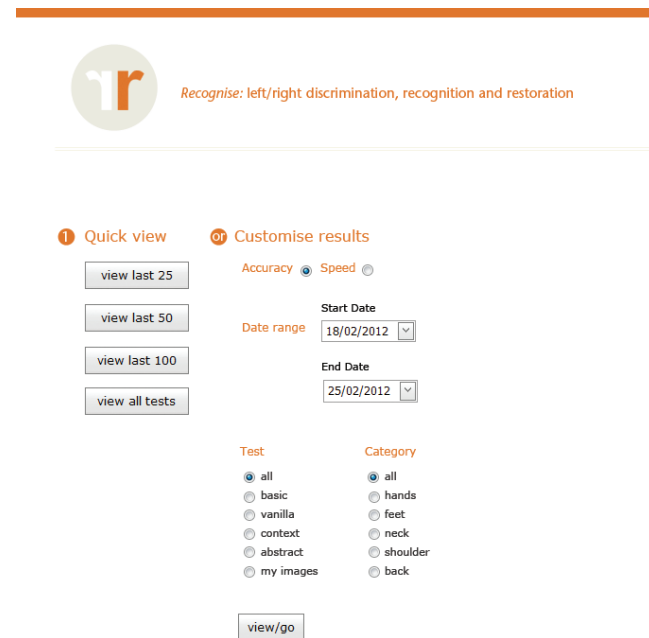 rr
Recognise: left/right discrimination, recognition and restoration
1 Quick view
view last 25
view last 50
view last 100
view all tests
or Customise results
Accuracy Speed
Start Date
Date range 18/02/2012
End Date
25/02/2012
Test
all
basic
vanilla
context
abstract
my images
Category
all
hands
feet
neck
shoulder
back
view/go